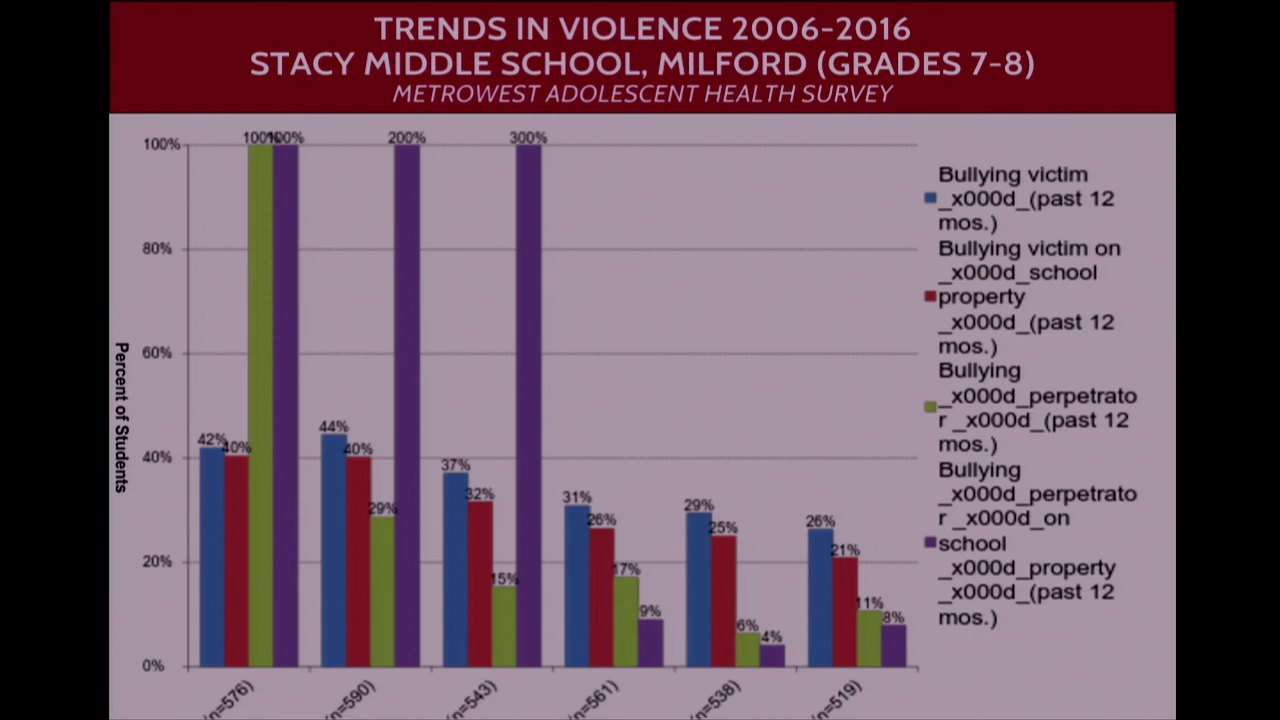 TRENDS IN VIOLENCE 2006-2016
STACY MIDDLE SCHOOL, MILFORD (GRADES 7-8)
METROWEST ADOLESCENT HEALTH SURVEY
Percent of Students
100%
80%
60%
40%
20%
0%
42%
40%
100%
100%
44%
40%
29%
200%
37%
32%
15%
300%
31%
26%
17%
9%
29%
25%
6%
4%
26%
21%
11%
8%
(n=576)
(n=590)
(n=543)
(n=561)
(n=538)
(n=519)
Bullying victim
_x000d_(past 12
mos.)
Bullying victim on
_x000d_school
property
_x000d_(past 12
mos.)
Bullying
_x000d_perpetrato
r _x000d_(past 12
mos.)
Bullying
_x000d_perpetrato
r _x000d_on
school
_x000d_property
_x000d_(past 12
mos.)